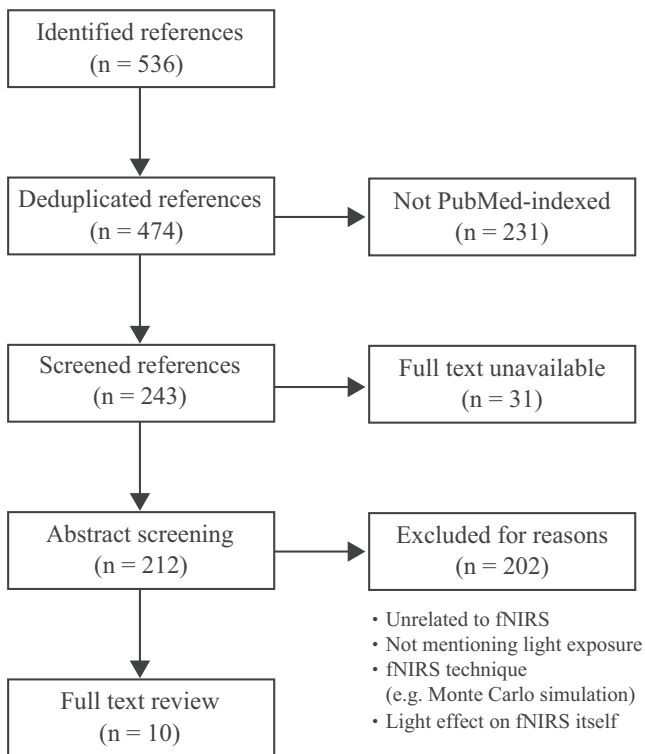 Identified references
(n = 536)
Deduplicated references
(n = 474)
Not PubMed-indexed
(n = 231)
Screened references
(n = 243)
Full text unavailable
(n = 31)
Abstract screening
(n = 212)
Excluded for reasons
(n = 202)
・Unrelated to fNIRS
・Not mentioning light exposure
・fNIRS technique
(e.g. Monte Carlo simulation)
・Light effect on fNIRS itself
Full text review
(n = 10)